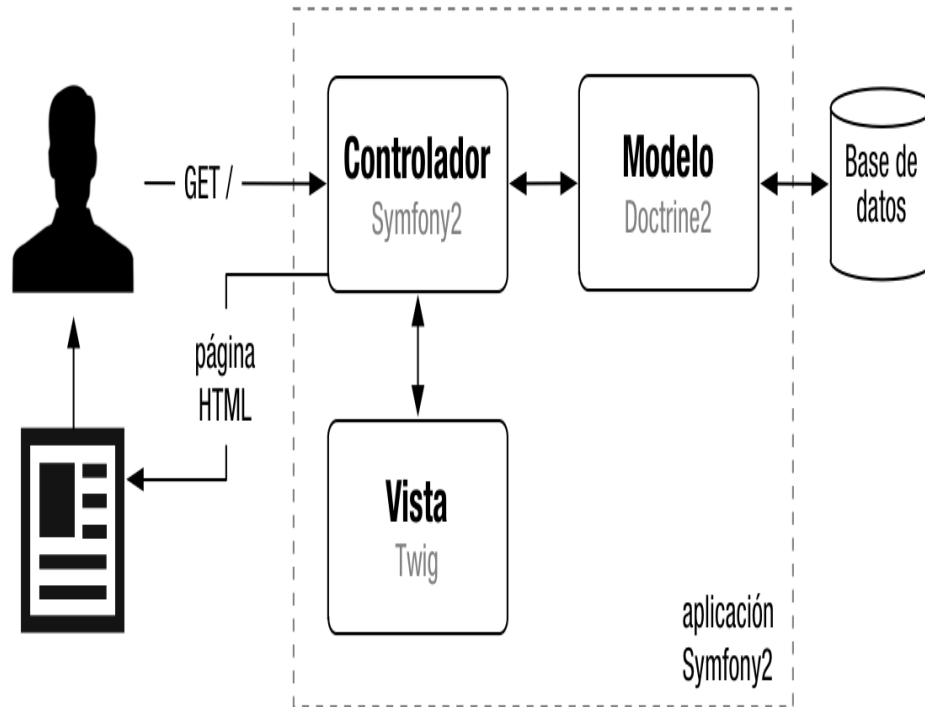 Controlador
Symfony2
Modelo
Doctrine2
Base de
datos
GET /
página
HTML
Vista
Twig
aplicación
Symfony2